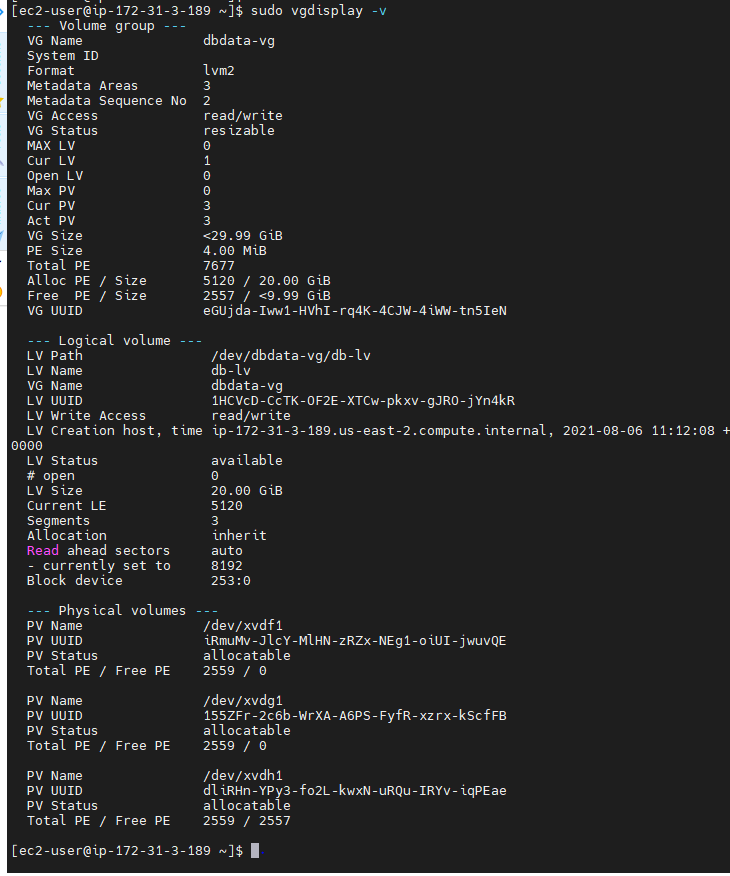 [ec2-user@ip-172-31-3-189 ~]$ sudo vgdisplay -v
--- Volume group ---
VG Name dbdata-vg
System ID
Format lvm2
Metadata Areas 3
Metadata Sequence No 2
VG Access read/write
VG Status resizable
MAX LV 0
Cur LV 1
Open LV 0
Max PV 0
Cur PV 3
Act PV 3
VG Size <29.99 GiB
PE Size 4.00 MiB
Total PE 7677
Alloc PE / Size 5120 / 20.00 GiB
Free PE / Size 2557 / <9.99 GiB
VG UUID eGUjda-Iww1-HVhI-rq4K-4CJW-4iWW-tn5IeN
--- Logical volume ---
LV Path /dev/dbdata-vg/db-lv
LV Name db-lv
VG Name dbdata-vg
LV UUID 1HCVcD-CcTK-OF2E-XTCw-pkxv-gJRO-jYn4kR
LV Write Access read/write
LV Creation host, time ip-172-31-3-189.us-east-2.compute.internal, 2021-08-06 11:12:08 +
0000
LV Status available
# open 0
LV Size 20.00 GiB
Current LE 5120
Segments 3
Allocation inherit
Read ahead sectors auto
- currently set to 8192
Block device 253:0
--- Physical volumes ---
PV Name /dev/xvdf1
PV UUID iRmuMv-JlcY-MlHN-zRZx-NEg1-oiUI-jwuvQE
PV Status allocatable
Total PE / Free PE 2559 / 0
PV Name /dev/xvdg1
PV UUID 155ZFr-2c6b-WrXA-A6PS-FyfR-xzrx-kScfFB
PV Status allocatable
Total PE / Free PE 2559 / 0
PV Name /dev/xvdh1
PV UUID dliRHn-YPy3-fo2L-kwxN-uRQu-IRYv-iqPEae
PV Status allocatable
Total PE / Free PE 2559 / 2557
[ec2-user@ip-172-31-3-189 ~]$